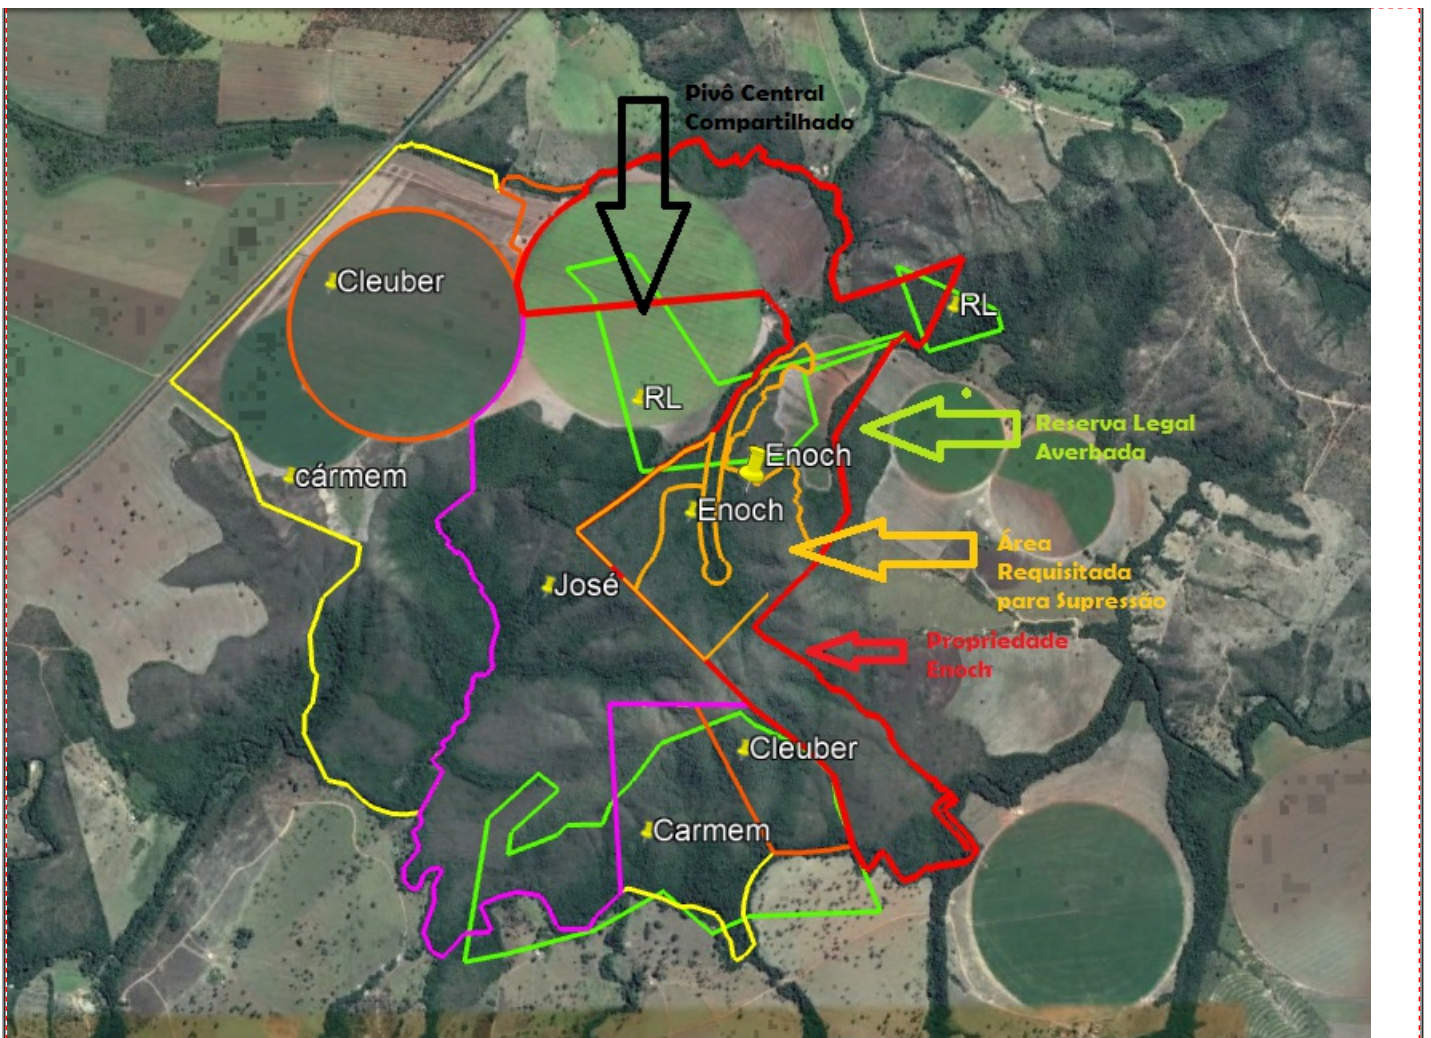 Pivô Central
Compartilhado
Cleuber
RL
RL
Reserva Legal
Averbada
Enoch
cármem
Enoch
Área
Requisitada
para Supressão
José
Propriedade
Enoch
Cleuber
Carmem